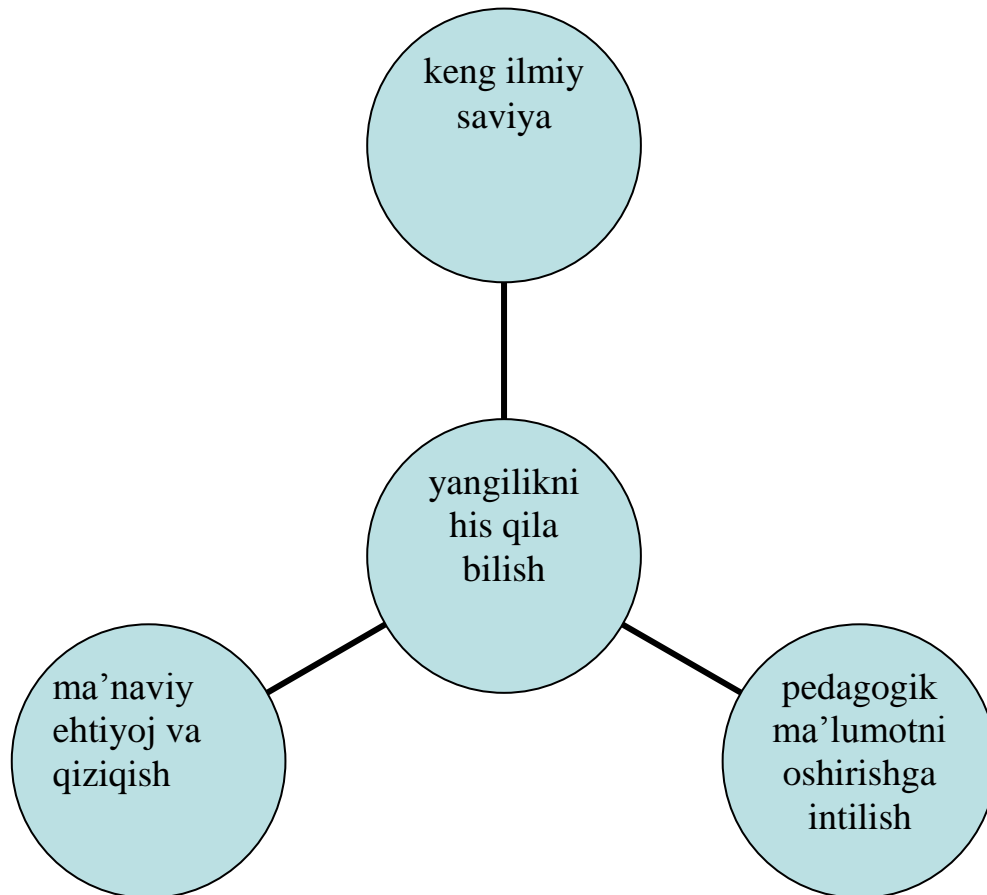 keng ilmiy
saviya
yangilikni
his qila
bilish
ma’naviy
ehtiyoj va
qiziqish
pedagogik
ma’lumotni
oshirishga
intilish